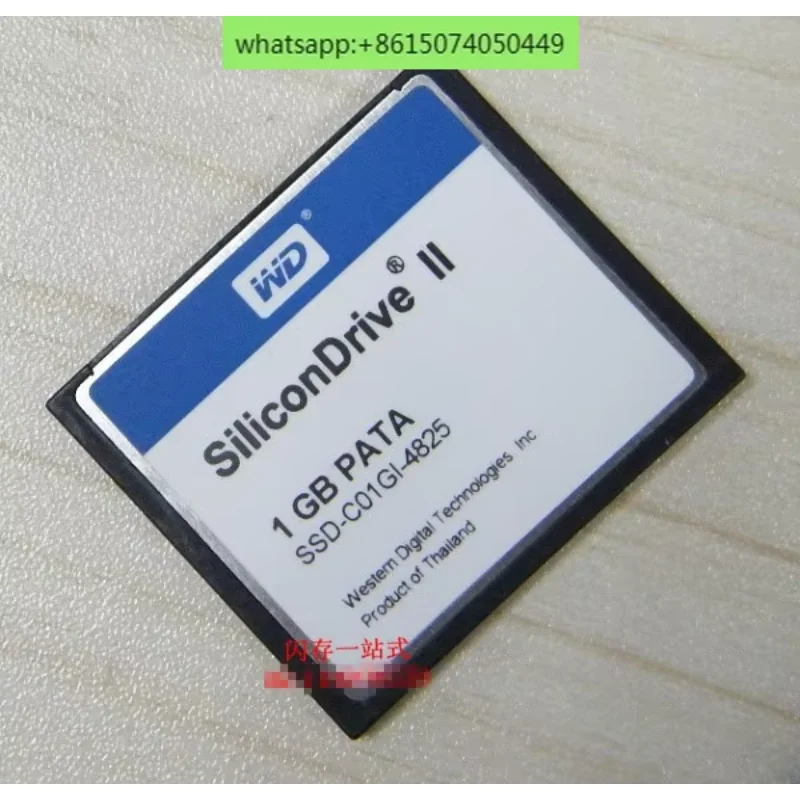 whatsapp:+8615074050449
WD®
SiliconDrive® II
1 GB PATA
SSD-C01GI-4825
Western Digital Technologies Inc
Product of Thailand
闪存一站式